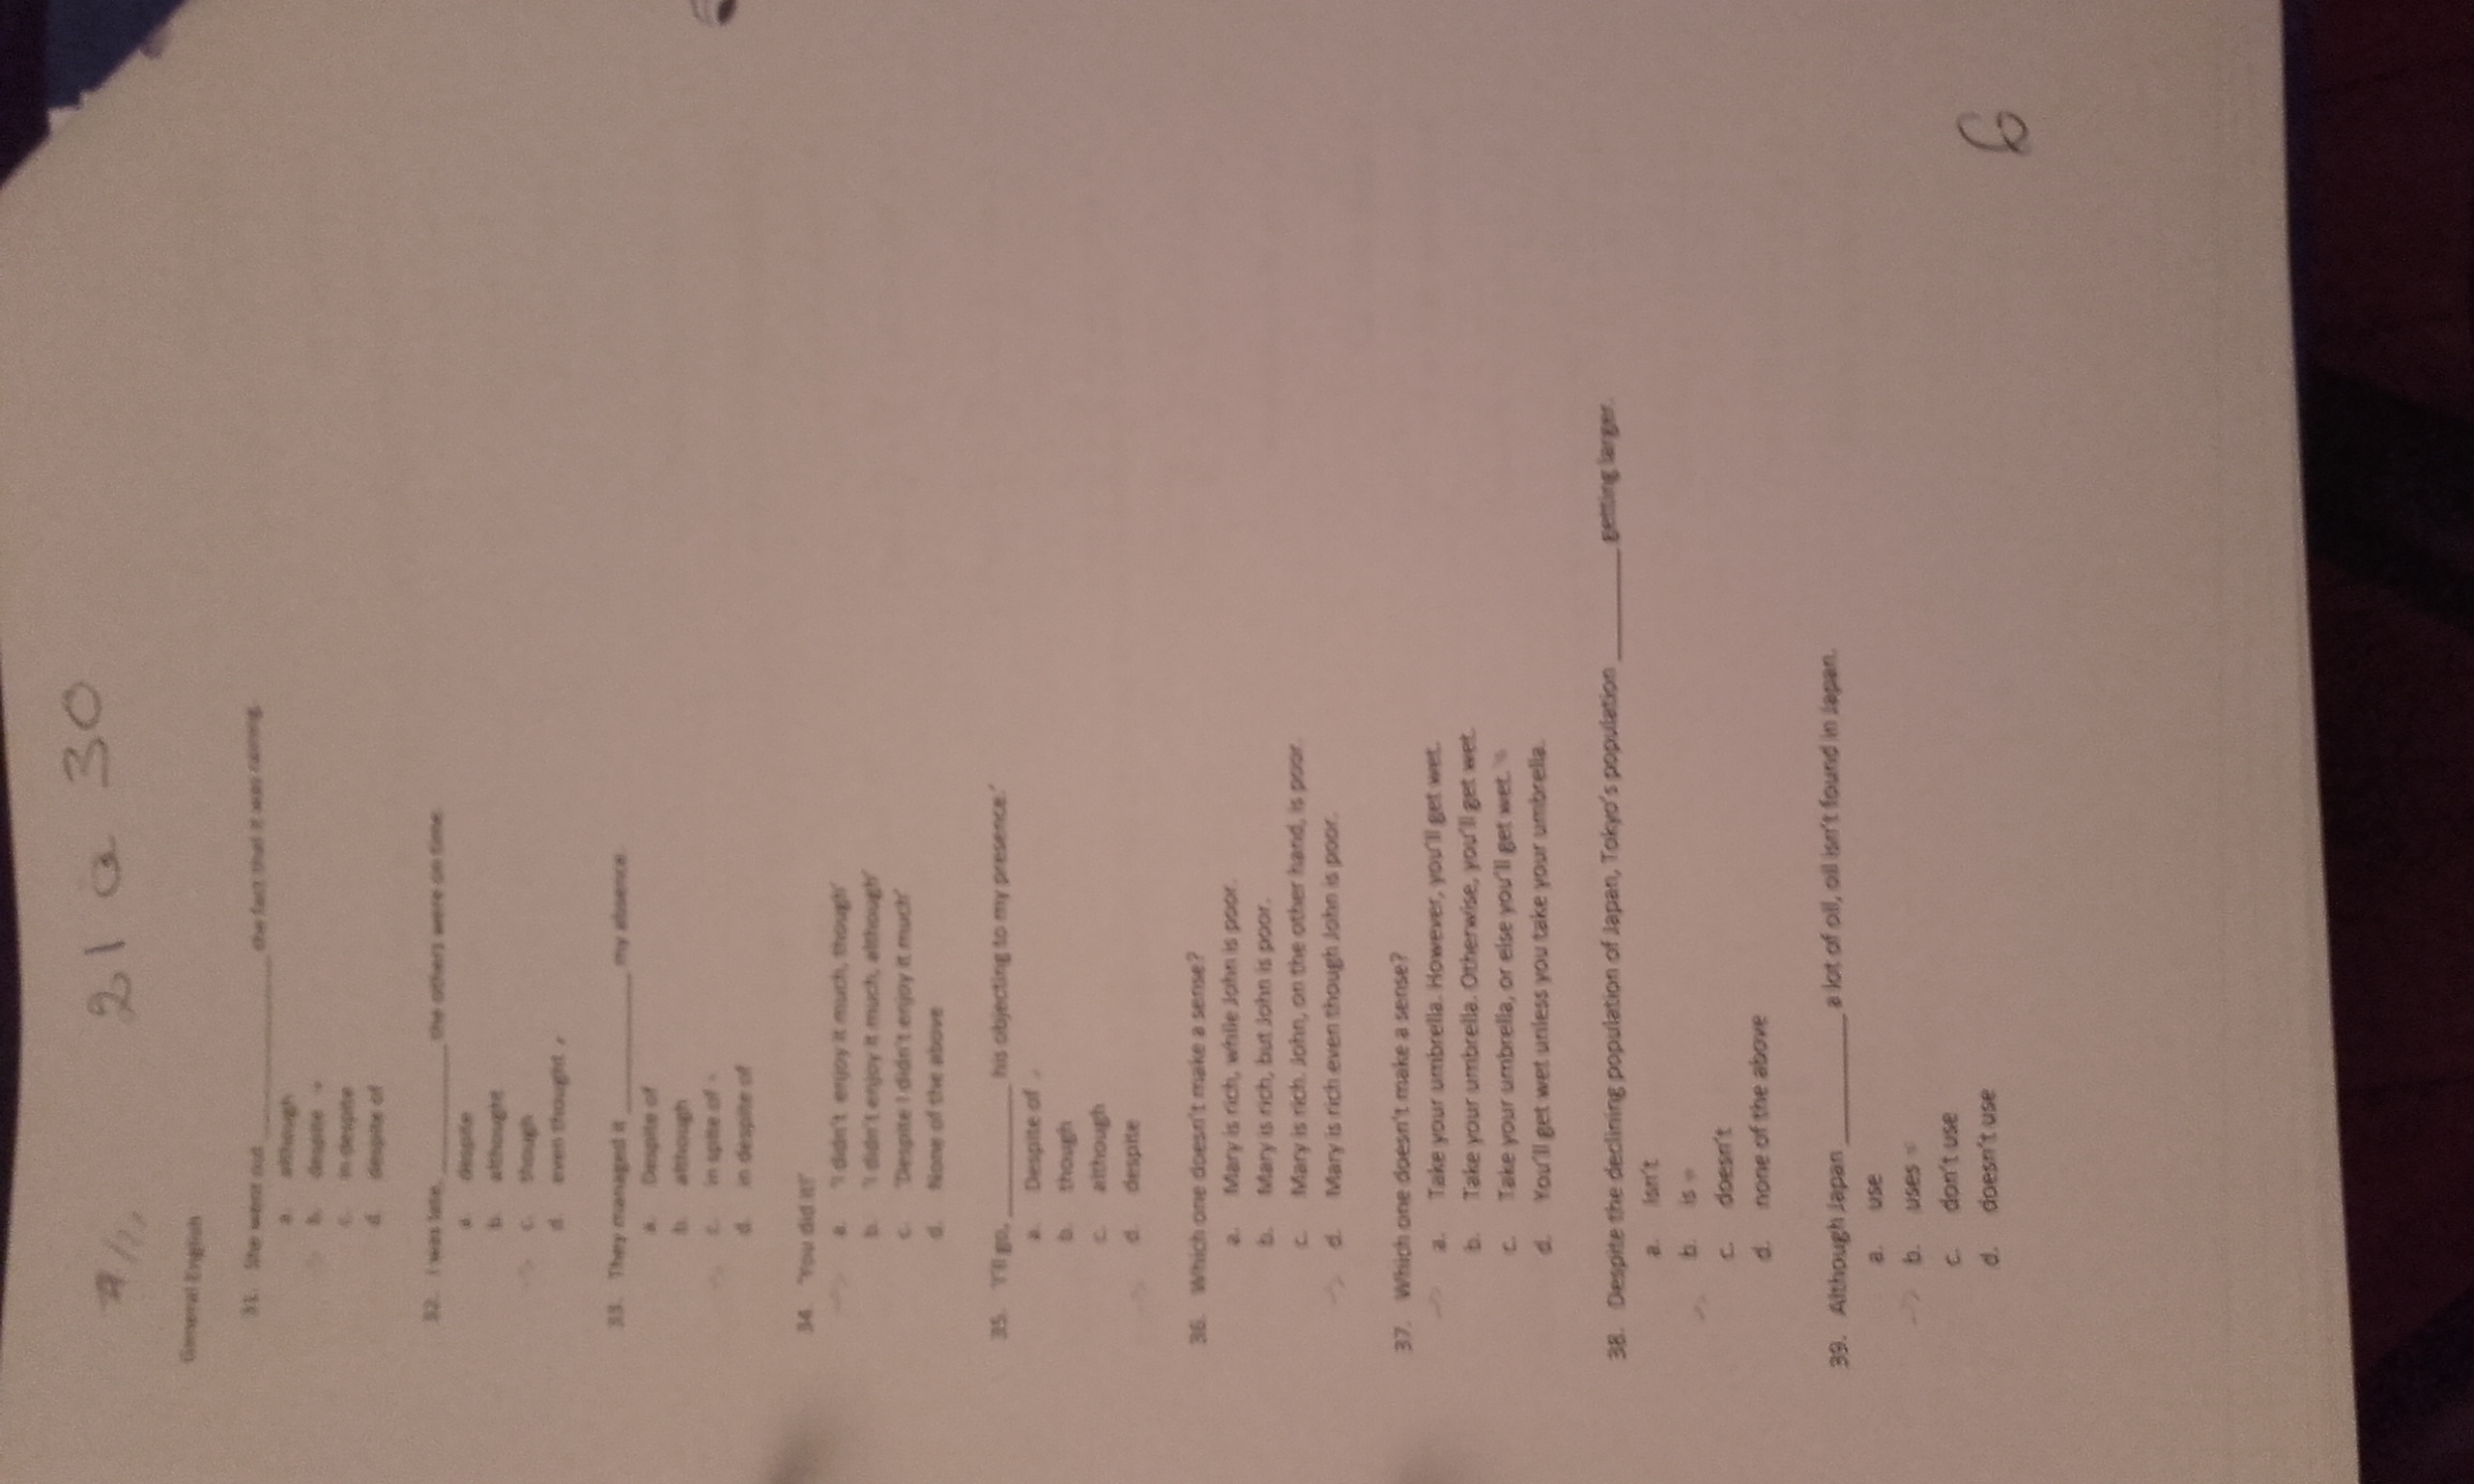 21 a 30
General English
31. She went out __________ the fact that it was raining.
a. although
b. despite
c. in despite
d. despite of
32. I was late, __________ the others were on time.
a. despite
b. althought
c. though
d. even thought
33. They managed it __________ my absence.
a. Despite of
b. although
c. in spite of
d. in despite of
34. 'You did it!'
a. 'I didn't enjoy it much, though'
b. 'I didn't enjoy it much, although'
c. 'Despite I didn't enjoy it much'
d. None of the above
35. 'I'll go, __________ his objecting to my presence.'
a. Despite of
b. though
c. although
d. despite
36. Which one doesn't make a sense?
a. Mary is rich, while John is poor.
b. Mary is rich, but John is poor.
c. Mary is rich. John, on the other hand, is poor.
d. Mary is rich even though John is poor.
37. Which one doesn't make a sense?
a. Take your umbrella. However, you'll get wet.
b. Take your umbrella. Otherwise, you'll get wet.
c. Take your umbrella, or else you'll get wet.
d. You'll get wet unless you take your umbrella.
38. Despite the declining population of Japan, Tokyo's population __________ getting larger.
a. isn't
b. is
c. doesn't
d. none of the above
39. Although Japan __________ a lot of oil, oil isn't found in Japan.
a. use
b. uses
c. don't use
d. doesn't use
6